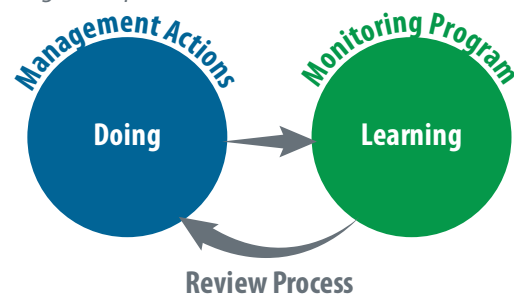 Management Actions
Monitoring Program
Doing
Learning
Review Process